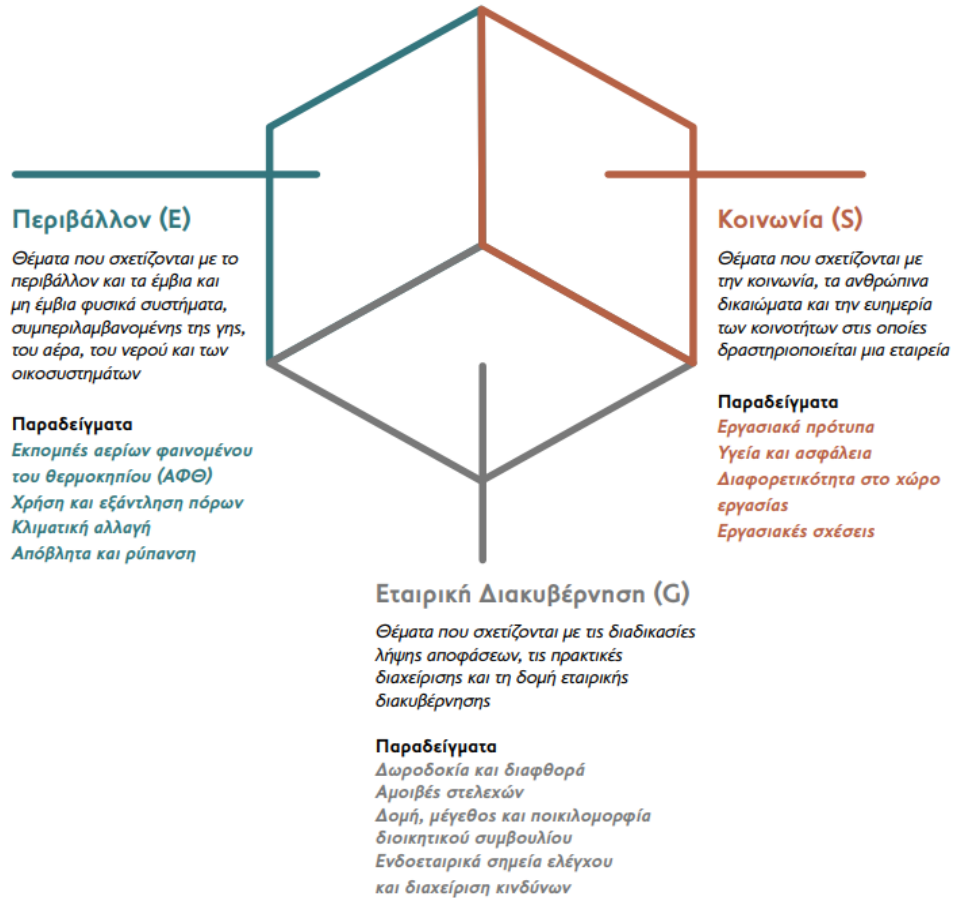 Περιβάλλον (E)
Θέματα που σχετίζονται με το
περιβάλλον και τα έμβια και
μη έμβια φυσικά συστήματα,
συμπεριλαμβανομένης της γης,
του αέρα, του νερού και των
οικοσυστημάτων
Παραδείγματα
Εκπομπές αερίων φαινομένου
του θερμοκηπίου (ΑΦΘ)
Χρήση και εξάντληση πόρων
Κλιματική αλλαγή
Απόβλητα και ρύπανση
Κοινωνία (S)
Θέματα που σχετίζονται με
την κοινωνία, τα ανθρώπινα
δικαιώματα και την ευημερία
των κοινοτήτων στις οποίες
δραστηριοποιείται μια εταιρεία
Παραδείγματα
Εργασιακά πρότυπα
Υγεία και ασφάλεια
Διαφορετικότητα στο χώρο
εργασίας
Εργασιακές σχέσεις
Εταιρική Διακυβέρνηση (G)
Θέματα που σχετίζονται με τις διαδικασίες
λήψης αποφάσεων, τις πρακτικές
διαχείρισης και τη δομή εταιρικής
διακυβέρνησης
Παραδείγματα
Δωροδοκία και διαφθορά
Αμοιβές στελεχών
Δομή, μέγεθος και ποικιλομορφία
διοικητικού συμβουλίου
Ενδοεταιρικά σημεία ελέγχου
και διαχείριση κινδύνων